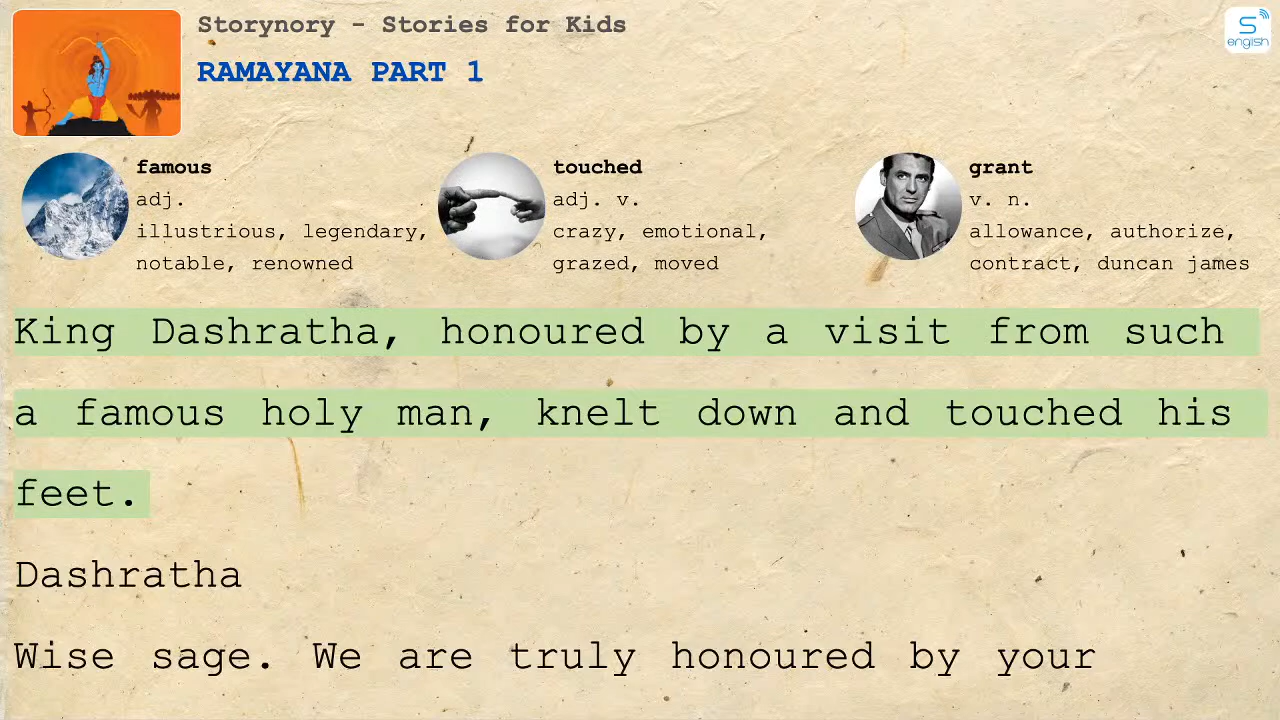 Storynory - Stories for Kids
RAMAYANA PART 1
S
english
famous
adj.
illustrious, legendary,
notable, renowned
touched
adj. v.
crazy, emotional,
grazed, moved
grant
v. n.
allowance, authorize,
contract, duncan james
King Dashratha, honoured by a visit from such
a famous holy man, knelt down and touched his
feet.
Dashratha
Wise sage. We are truly honoured by your